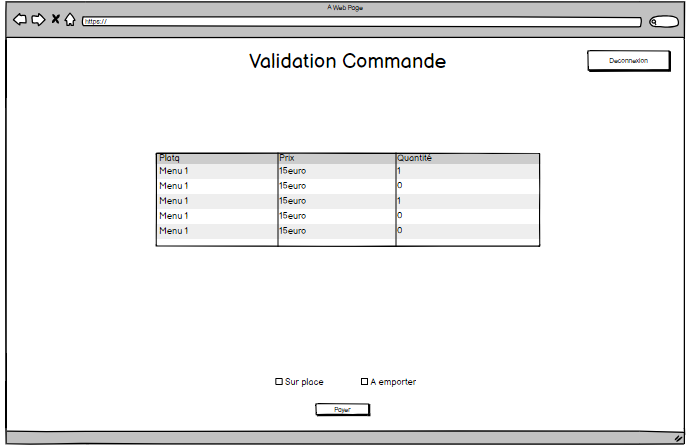 A Web Page
https://
Validation Commande
Deconnexion
Platq Prix Quantité
Menu 1 15euro 1
Menu 1 15euro 0
Menu 1 15euro 1
Menu 1 15euro 0
Menu 1 15euro 0
Sur place A emporter
Payer